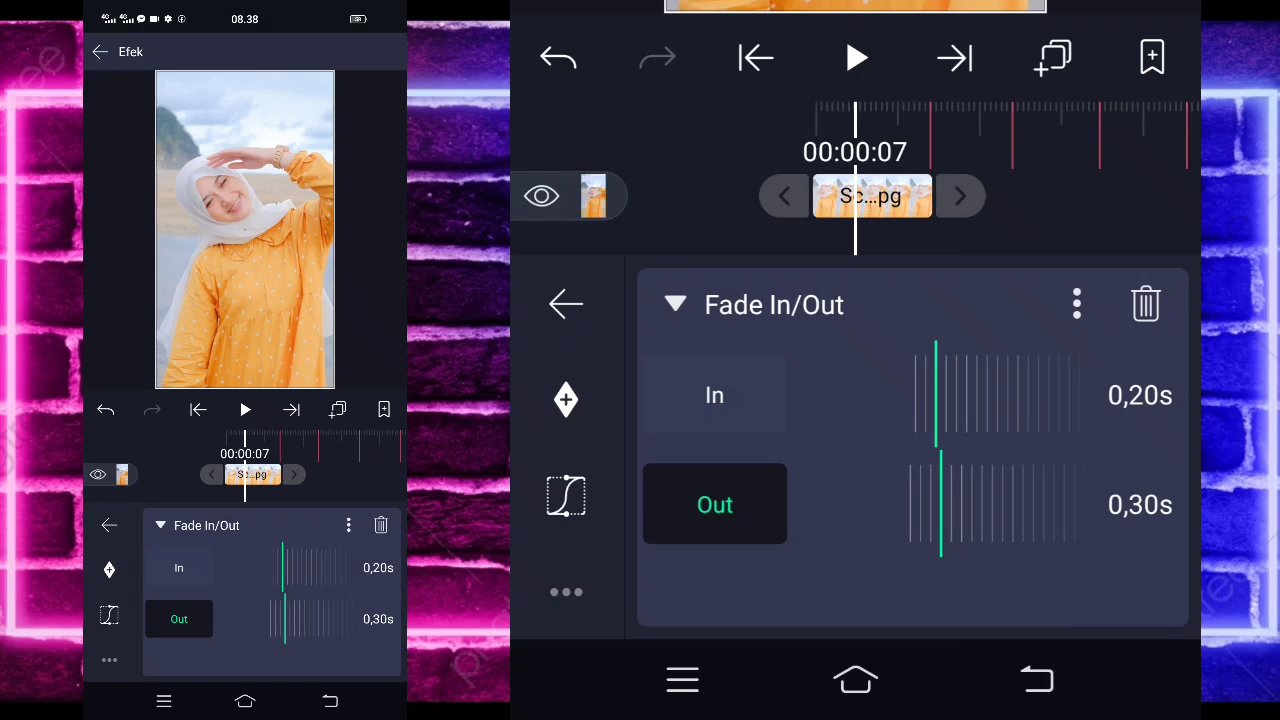 08.38
Efek
00:00:07
Sc...pg
Fade In/Out
In
0,20s
Out
0,30s
00:00:07
Sc...pg
Fade In/Out
In
0,20s
Out
0,30s